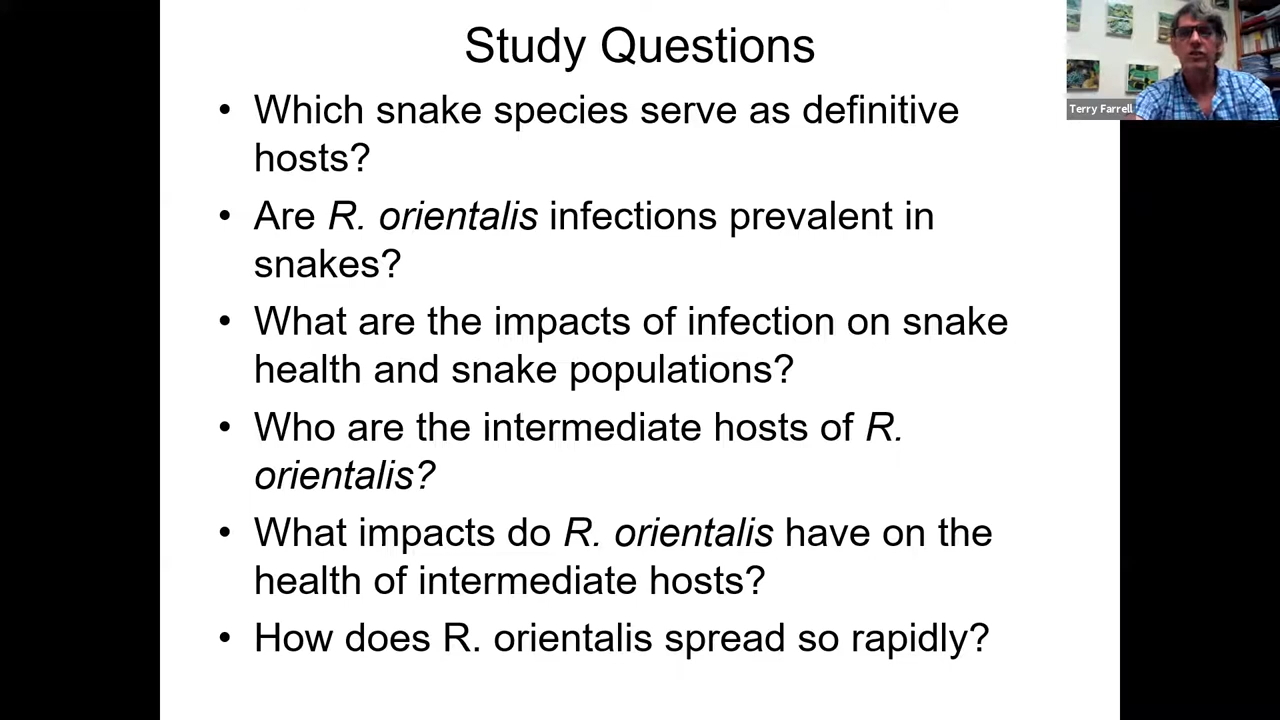 Study Questions
• Which snake species serve as definitive
hosts?
• Are R. orientalis infections prevalent in
snakes?
• What are the impacts of infection on snake
health and snake populations?
• Who are the intermediate hosts of R.
orientalis?
• What impacts do R. orientalis have on the
health of intermediate hosts?
• How does R. orientalis spread so rapidly?
Terry Farrell